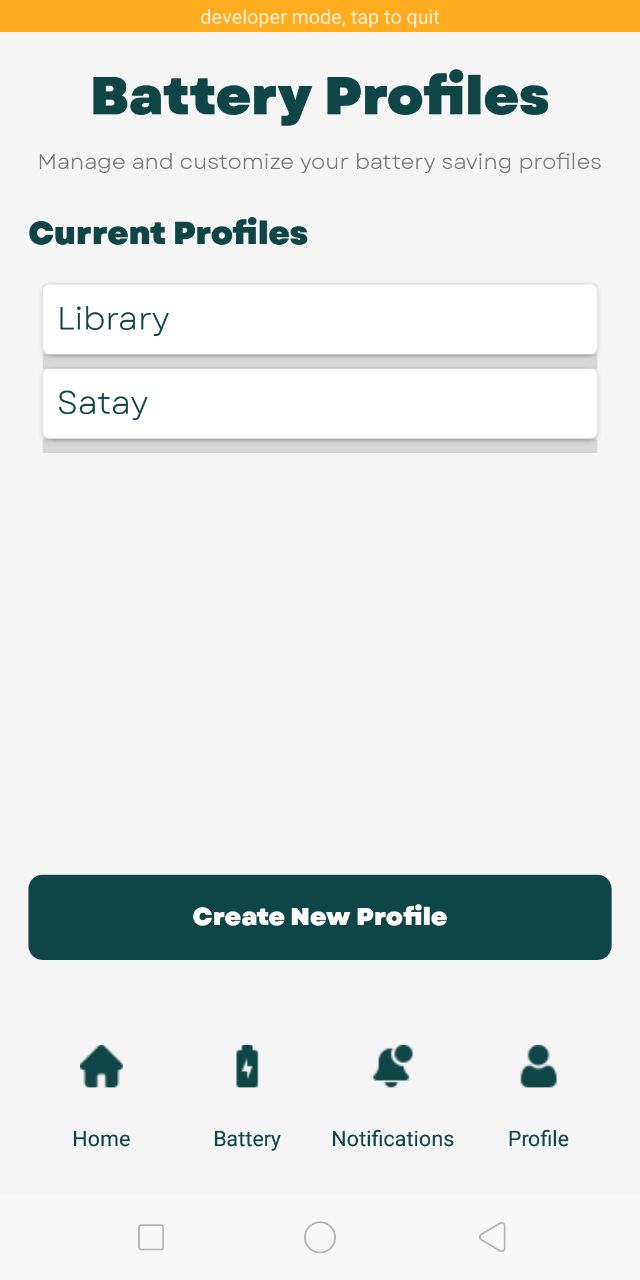 developer mode, tap to quit
Battery Profiles
Manage and customize your battery saving profiles
Current Profiles
Library
Satay
Create New Profile
Home Battery Notifications Profile